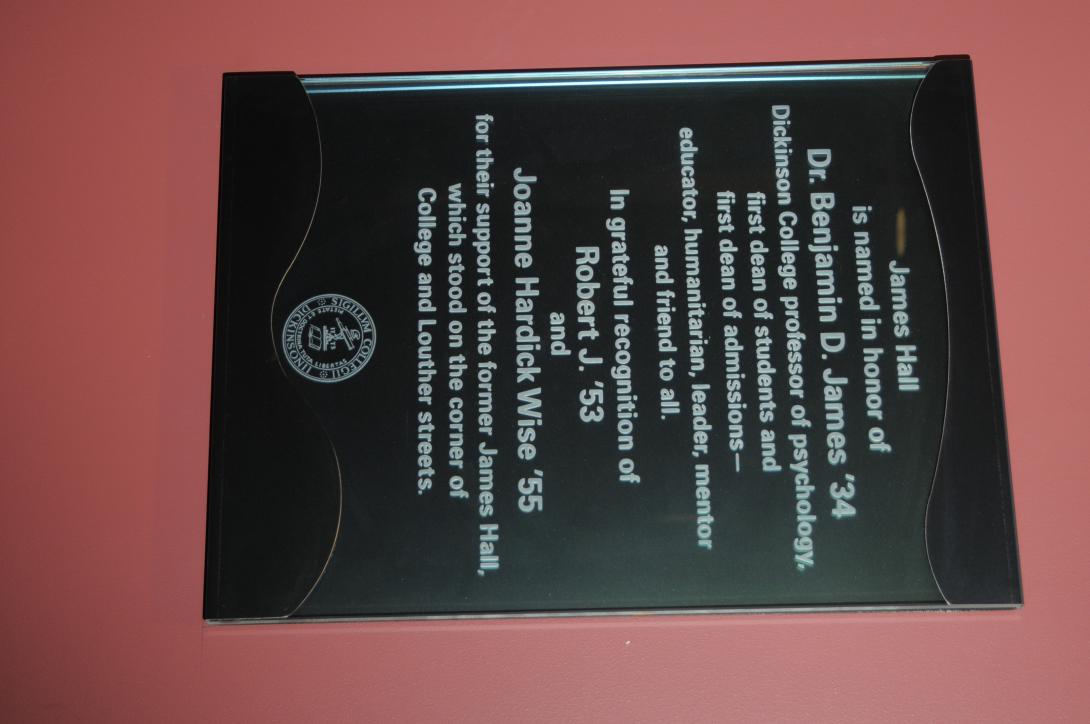 James Hall
is named in honor of
Dr. Benjamin D. James ’34
Dickinson College professor of psychology,
first dean of students and
first dean of admissions—
educator, humanitarian, leader, mentor
and friend to all.
In grateful recognition of
Robert J. ’53
and
Joanne Hardick Wise ’55
for their support of the former James Hall,
which stood on the corner of
College and Louther streets.
SIGILLVM COLLEGII DICKINSONI